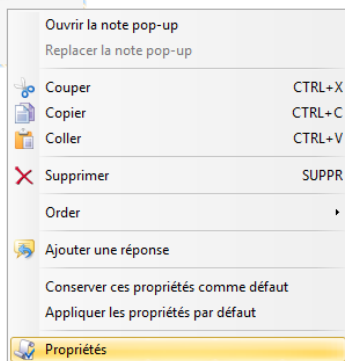 Ouvrir la note pop-up
Replacer la note pop-up
Couper CTRL+X
Copier CTRL+C
Coller CTRL+V
Supprimer SUPPR
Order
Ajouter une réponse
Conserver ces propriétés comme défaut
Appliquer les propriétés par défaut
Propriétés